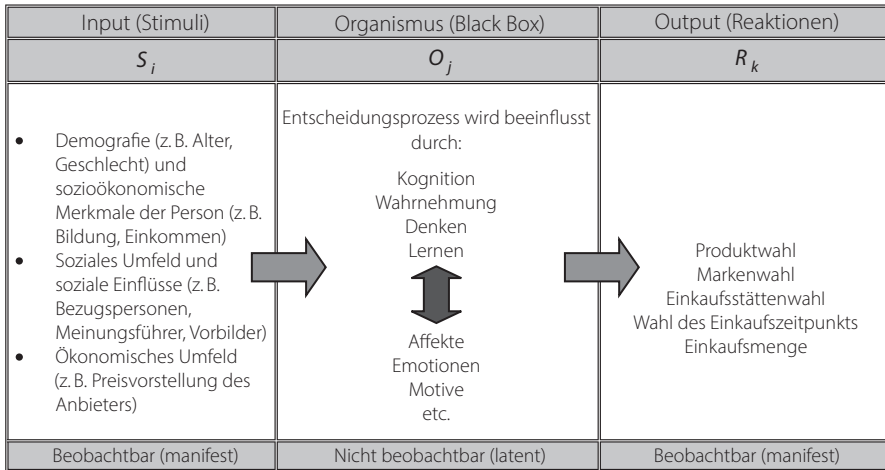 Input (Stimuli)
Organismus (Black Box)
Output (Reaktionen)
S i
O j
R k
• Demografie (z. B. Alter,
Geschlecht) und
sozioökonomische
Merkmale der Person (z. B.
Bildung, Einkommen)
• Soziales Umfeld und
soziale Einflüsse (z. B.
Bezugspersonen,
Meinungsführer, Vorbilder)
• Ökonomisches Umfeld
(z. B. Preisvorstellung des
Anbieters)
Entscheidungsprozess wird beeinflusst
durch:
Kognition
Wahrnehmung
Denken
Lernen
Affekte
Emotionen
Motive
etc.
Produktwahl
Markenwahl
Einkaufsstättenwahl
Wahl des Einkaufszeitpunkts
Einkaufsmenge
Beobachtbar (manifest)
Nicht beobachtbar (latent)
Beobachtbar (manifest)